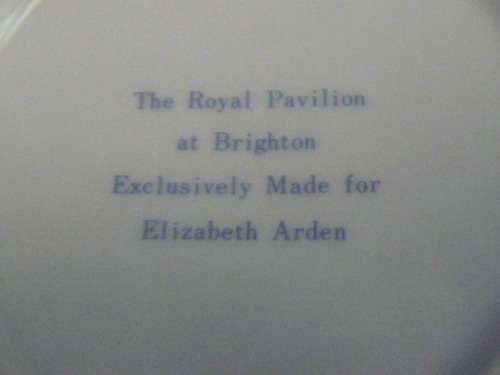 The Royal Pavilion
at Brighton
Exclusively Made for
Elizabeth Arden